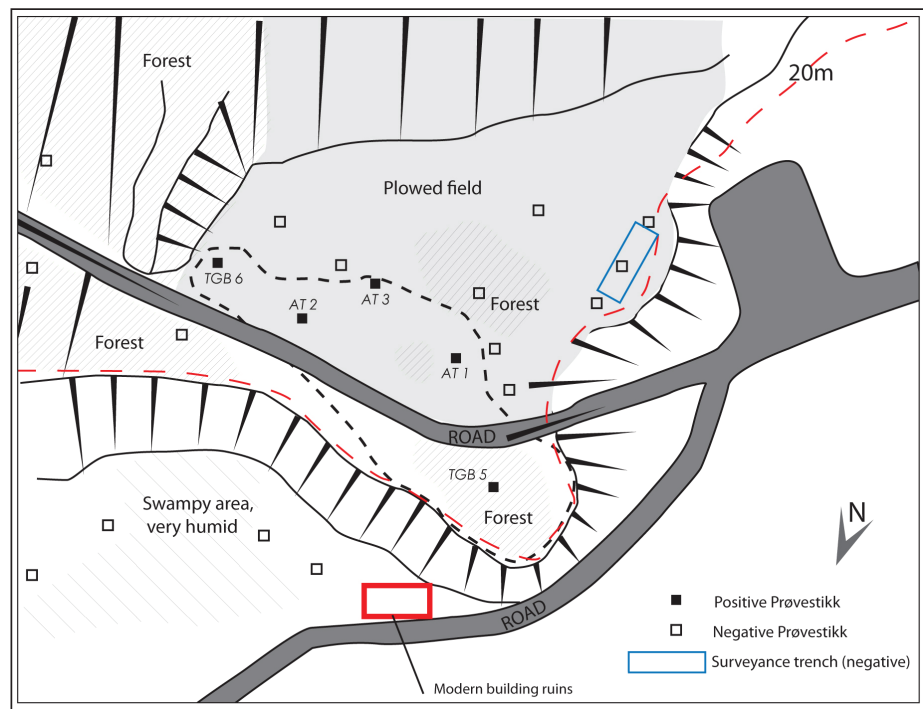 Forest
20m
Plowed field
TGB 6
AT 3
AT 2
Forest
Forest
AT 1
ROAD
TGB 5
Forest
Swampy area,
very humid
N
ROAD
Positive Prøvestikk
Negative Prøvestikk
Surveyance trench (negative)
Modern building ruins